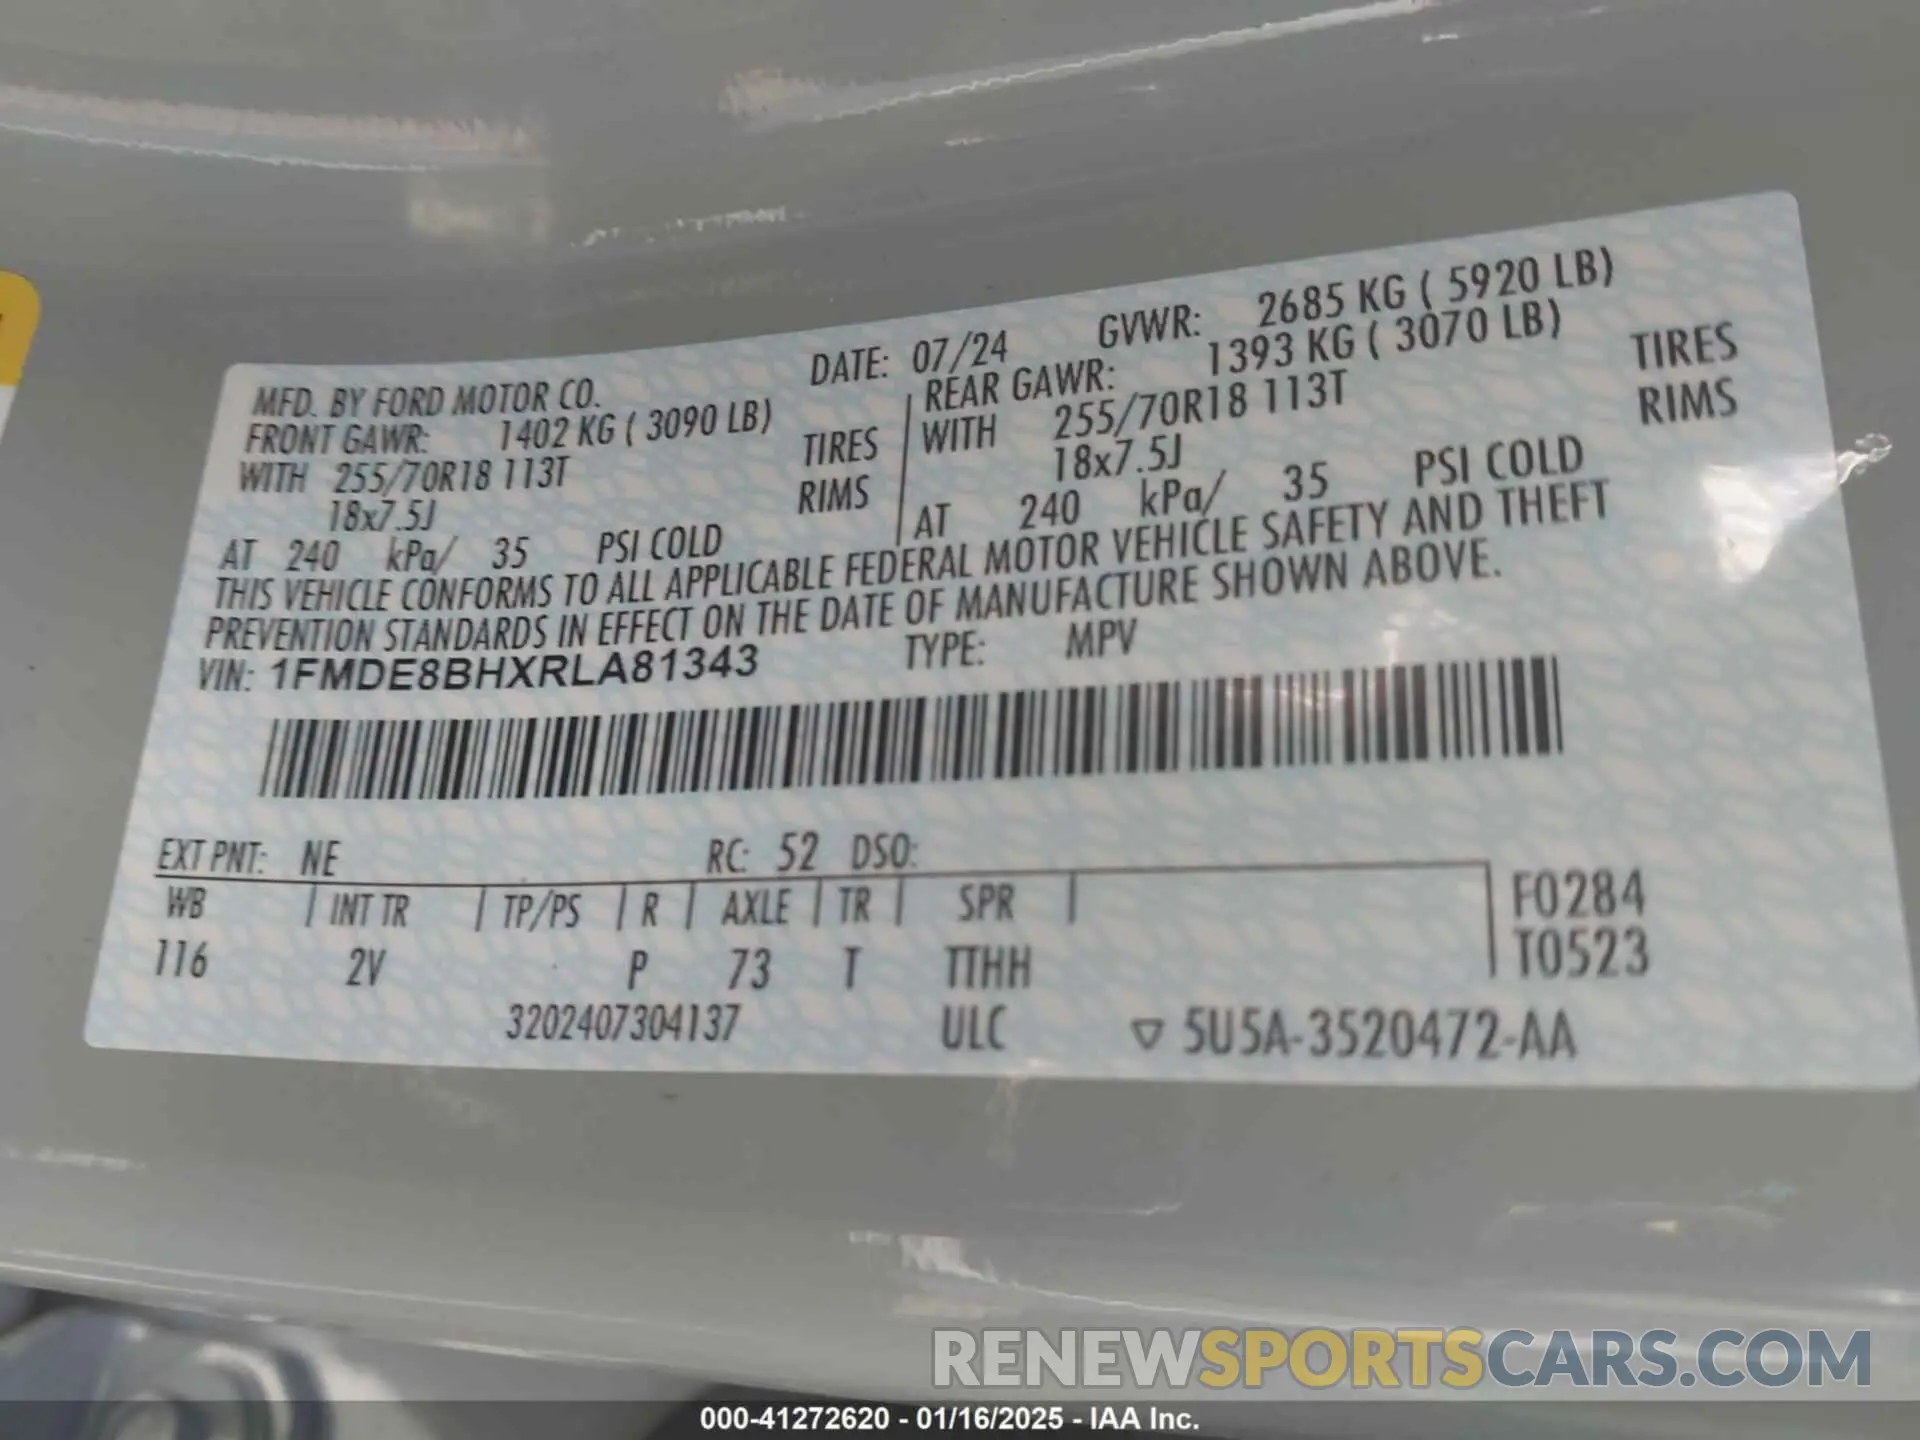 MFD. BY FORD MOTOR CO. DATE: 07/24 GVWR: 2685 KG ( 5920 LB)
FRONT GAWR: 1402 KG ( 3090 LB) REAR GAWR: 1393 KG ( 3070 LB)
WITH 255/70R18 113T TIRES WITH 255/70R18 113T TIRES
18x7.5J RIMS 18x7.5J RIMS
AT 240 kPa/ 35 PSI COLD AT 240 kPa/ 35 PSI COLD
THIS VEHICLE CONFORMS TO ALL APPLICABLE FEDERAL MOTOR VEHICLE SAFETY AND THEFT
PREVENTION STANDARDS IN EFFECT ON THE DATE OF MANUFACTURE SHOWN ABOVE.
VIN: 1FMDE8BHXRLA81343 TYPE: MPV
EXT PNT: NE RC: 52 DSO:
WB INT TR TP/PS R AXLE TR SPR F0284
116 2V P 73 T TTHH T0523
3202407304137 ULC ▽ 5U5A-3520472-AA
RENEWSPORTSCARS.COM
000-41272620 - 01/16/2025 - IAA Inc.